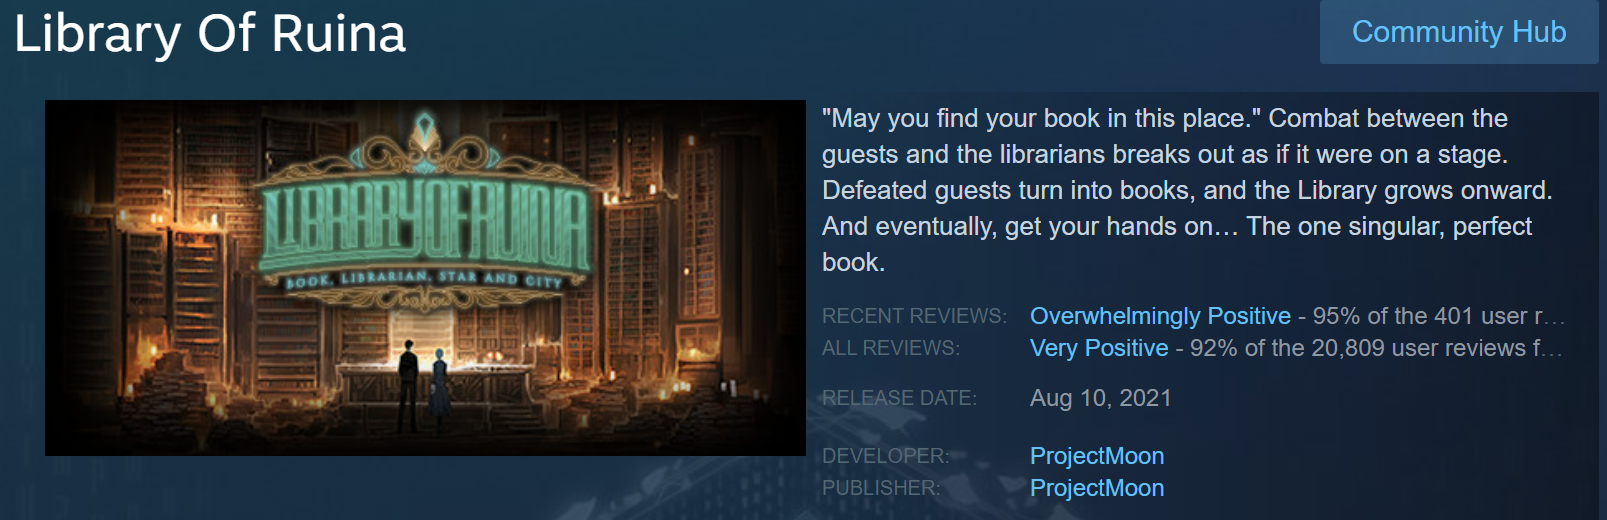 Library Of Ruina
Community Hub
LIBRARY OF RUINA
BOOK, LIBRARIAN, STAR AND CITY
"May you find your book in this place." Combat between the
guests and the librarians breaks out as if it were on a stage.
Defeated guests turn into books, and the Library grows onward.
And eventually, get your hands on… The one singular, perfect
book.
RECENT REVIEWS: Overwhelmingly Positive - 95% of the 401 user r…
ALL REVIEWS: Very Positive - 92% of the 20,809 user reviews f…
RELEASE DATE: Aug 10, 2021
DEVELOPER: ProjectMoon
PUBLISHER: ProjectMoon